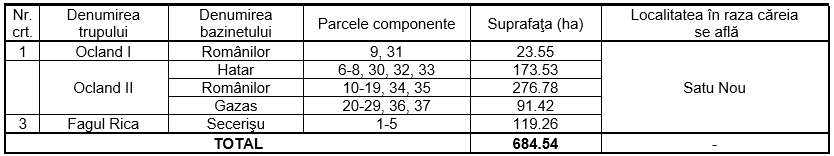 Nr. crt. | Denumirea trupului | Denumirea bazinetului | Parcele componente | Suprafaţa (ha) | Localitatea în raza căreia se află
1 | Ocland I | Românilor | 9, 31 | 23.55 | Satu Nou
Ocland II | Hatar | 6-8, 30, 32, 33 | 173.53
Românilor | 10-19, 34, 35 | 276.78
Gazas | 20-29, 36, 37 | 91.42
3 | Fagul Rica | Secerişu | 1-5 | 119.26
TOTAL | 684.54 | -